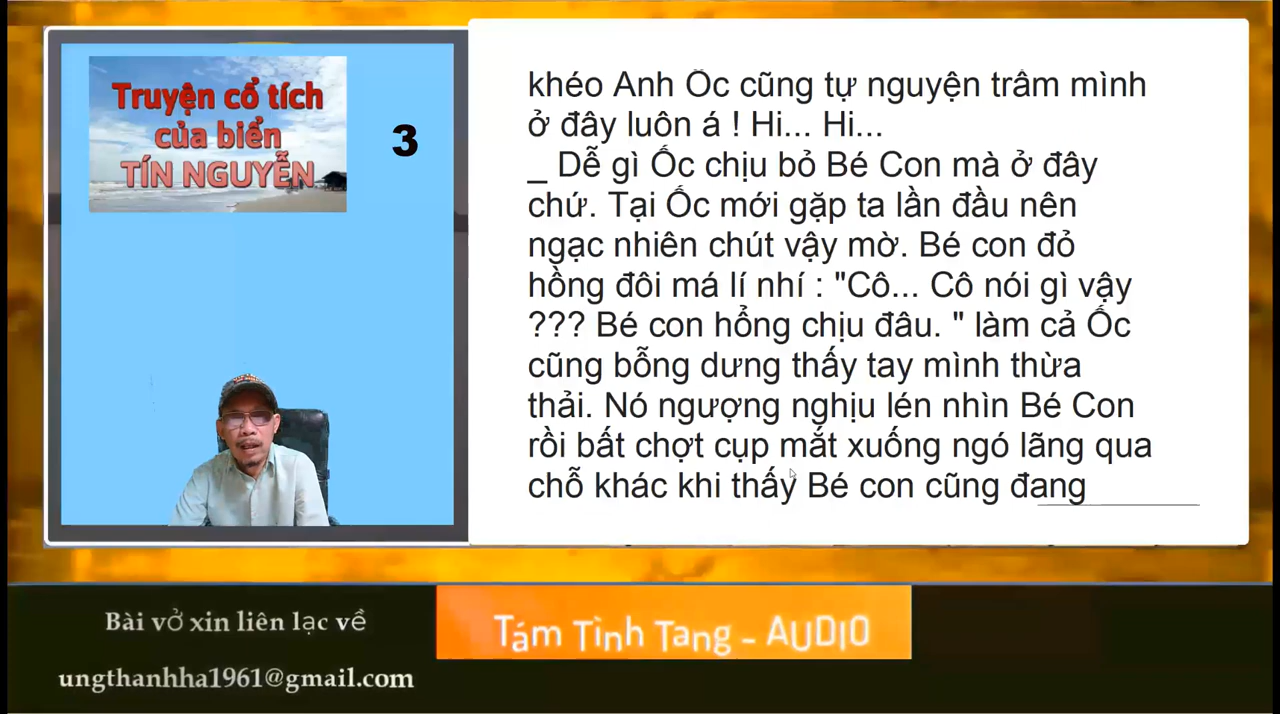 Truyện cổ tích
của biển
TÍN NGUYỄN
3
khéo Anh Ốc cũng tự nguyện trầm mình
ở đây luôn á ! Hi... Hi...
_ Dễ gì Ốc chịu bỏ Bé Con mà ở đây
chứ. Tại Ốc mới gặp ta lần đầu nên
ngạc nhiên chút vậy mờ. Bé con đỏ
hồng đôi má lí nhí : "Cô... Cô nói gì vậy
??? Bé con hổng chịu đâu. " làm cả Ốc
cũng bỗng dưng thấy tay mình thừa
thải. Nó ngượng nghịu lén nhìn Bé Con
rồi bất chợt cụp mắt xuống ngó lãng qua
chỗ khác khi thấy Bé con cũng đang
Bài vở xin liên lạc về
ungthanhha1961@gmail.com
Tám Tình Tang - AUDIO